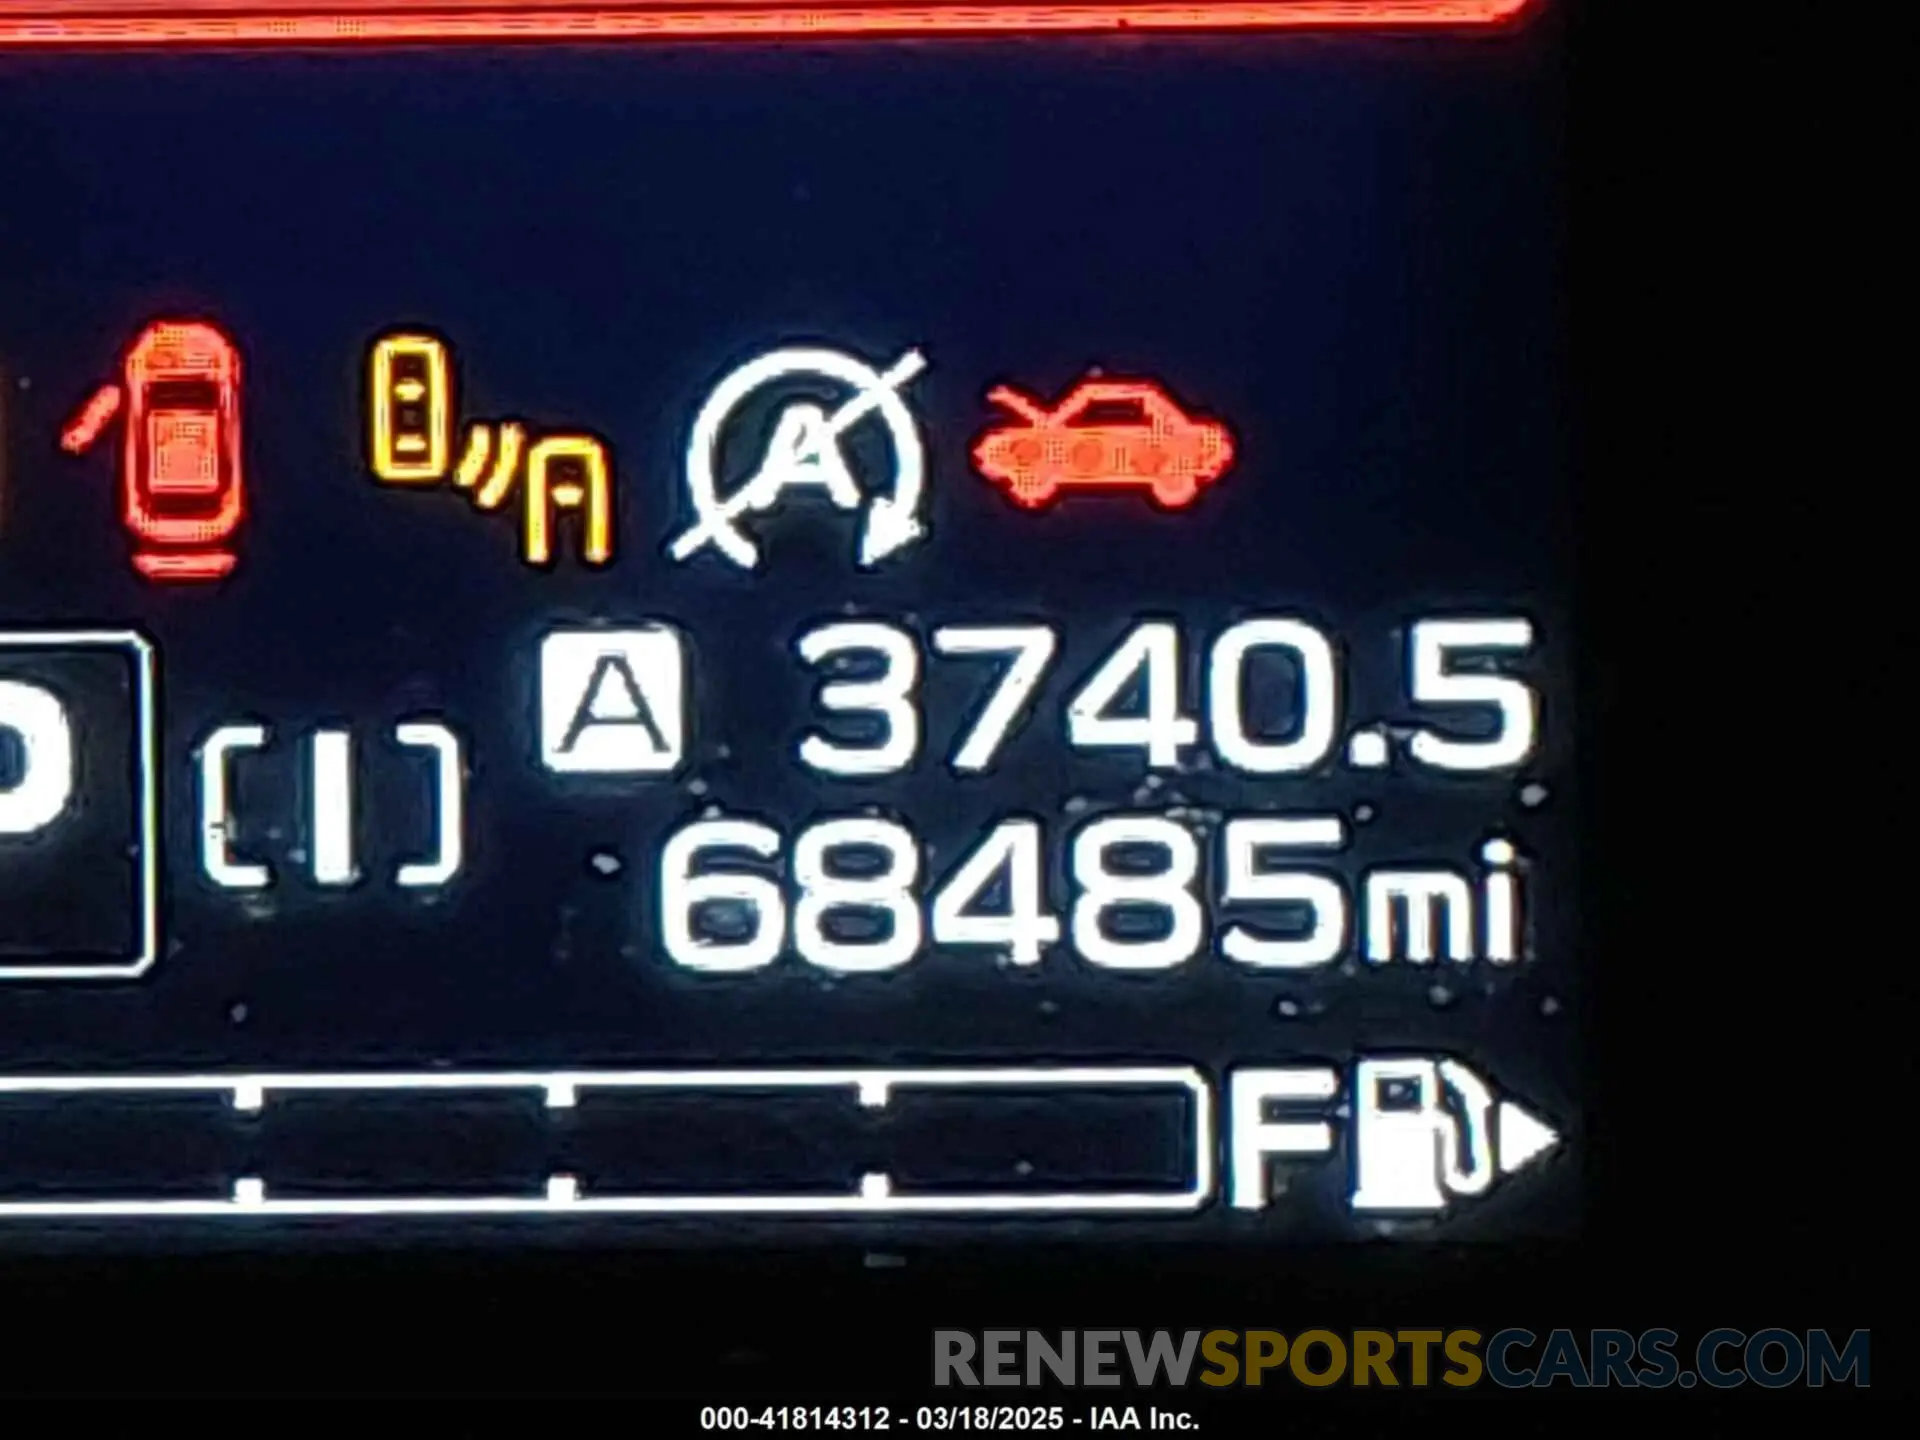 A
A 3740.5
P [I] 68485mi
F
RENEWSPORTSCARS.COM
000-41814312 - 03/18/2025 - IAA Inc.